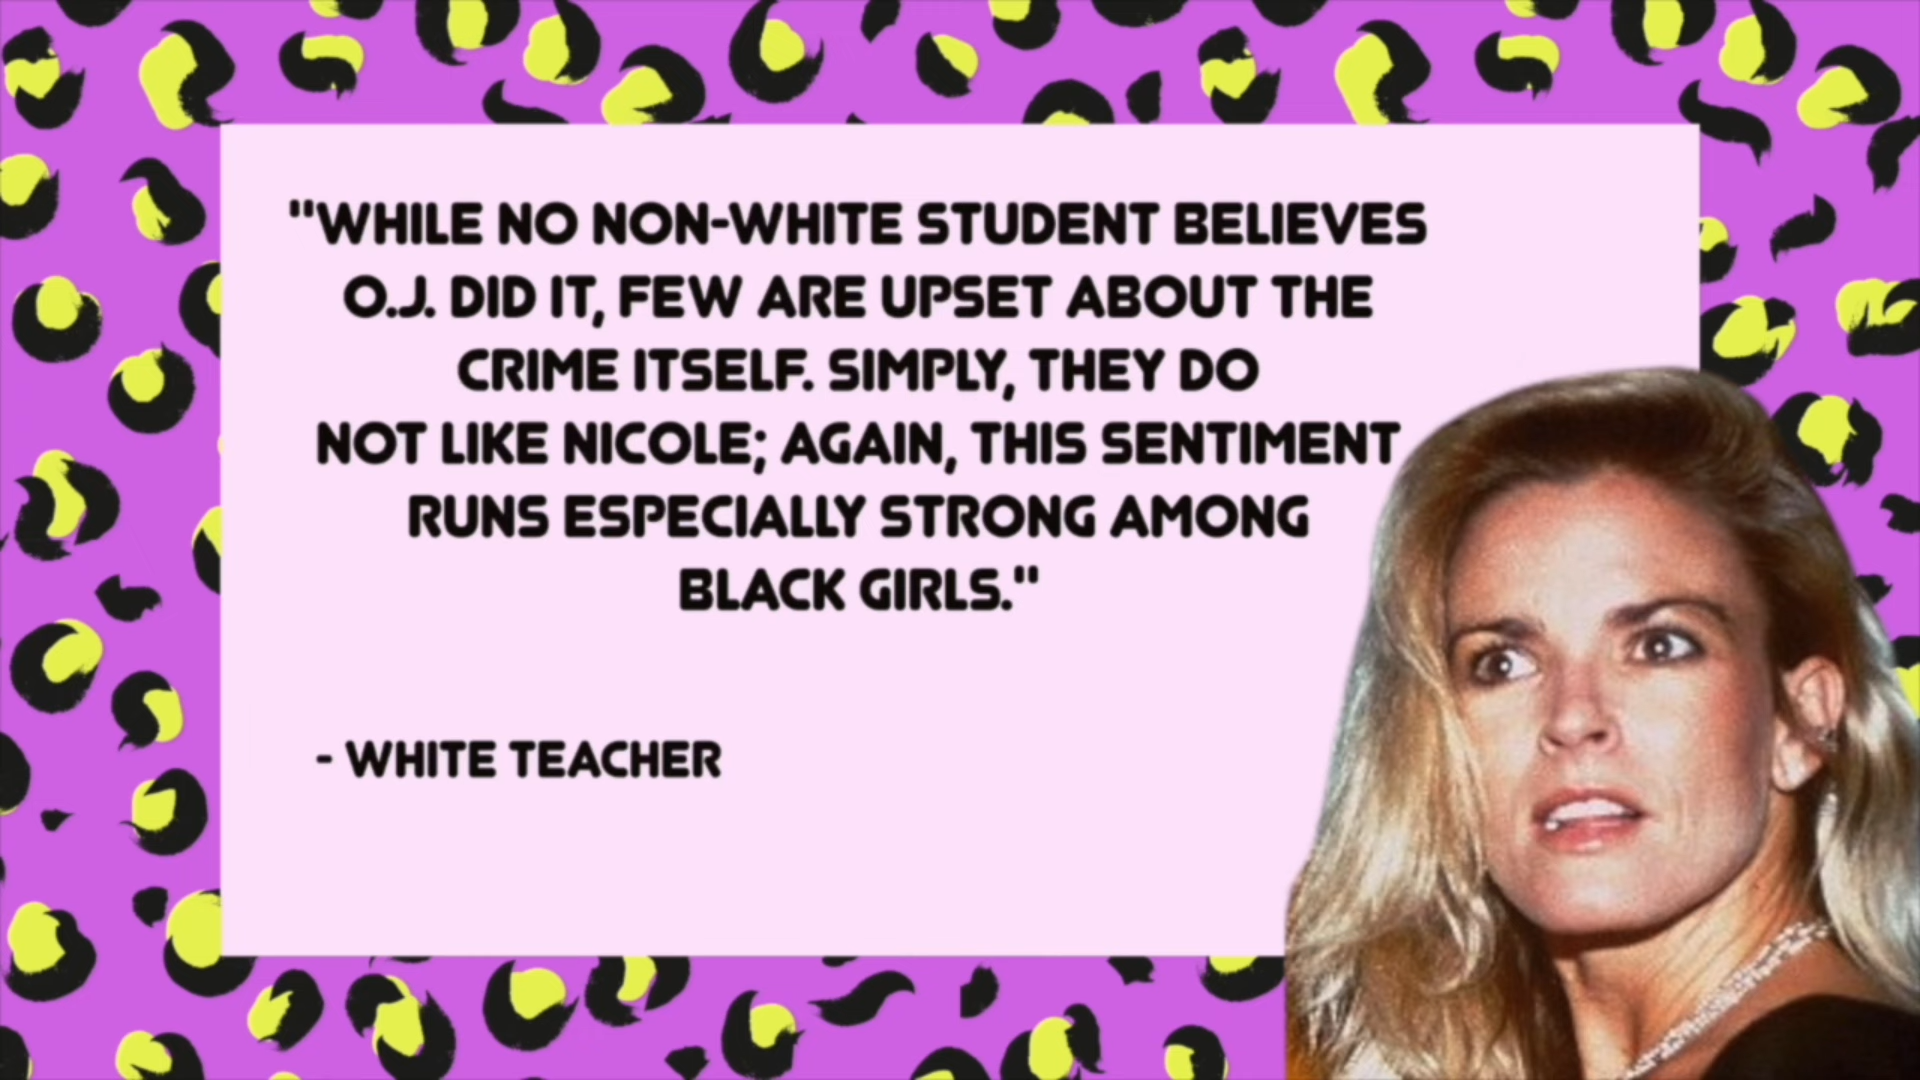 "WHILE NO NON-WHITE STUDENT BELIEVES
O.J. DID IT, FEW ARE UPSET ABOUT THE
CRIME ITSELF. SIMPLY, THEY DO
NOT LIKE NICOLE; AGAIN, THIS SENTIMENT
RUNS ESPECIALLY STRONG AMONG
BLACK GIRLS."
- WHITE TEACHER